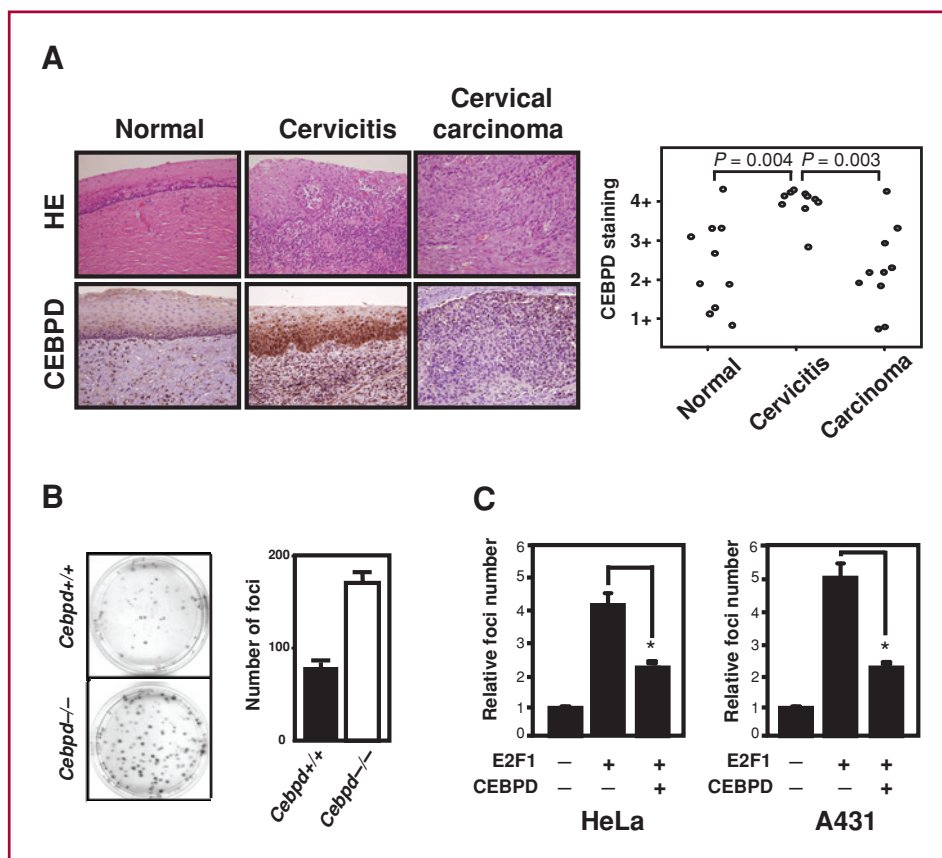 A
Normal
Cervicitis
Cervical
carcinoma
HE
CEBPD
CEBPD staining
4+
3+
2+
1+
P = 0.004
P = 0.003
Normal
Cervicitis
Carcinoma
B
Cebpd+/+
Cebpd–/–
Number of foci
200
100
0
Cebpd+/+
Cebpd–/–
C
Relative foci number
6
5
4
3
2
1
0
*
E2F1 – + +
CEBPD – – +
HeLa
Relative foci number
6
5
4
3
2
1
0
*
E2F1 – + +
CEBPD – – +
A431